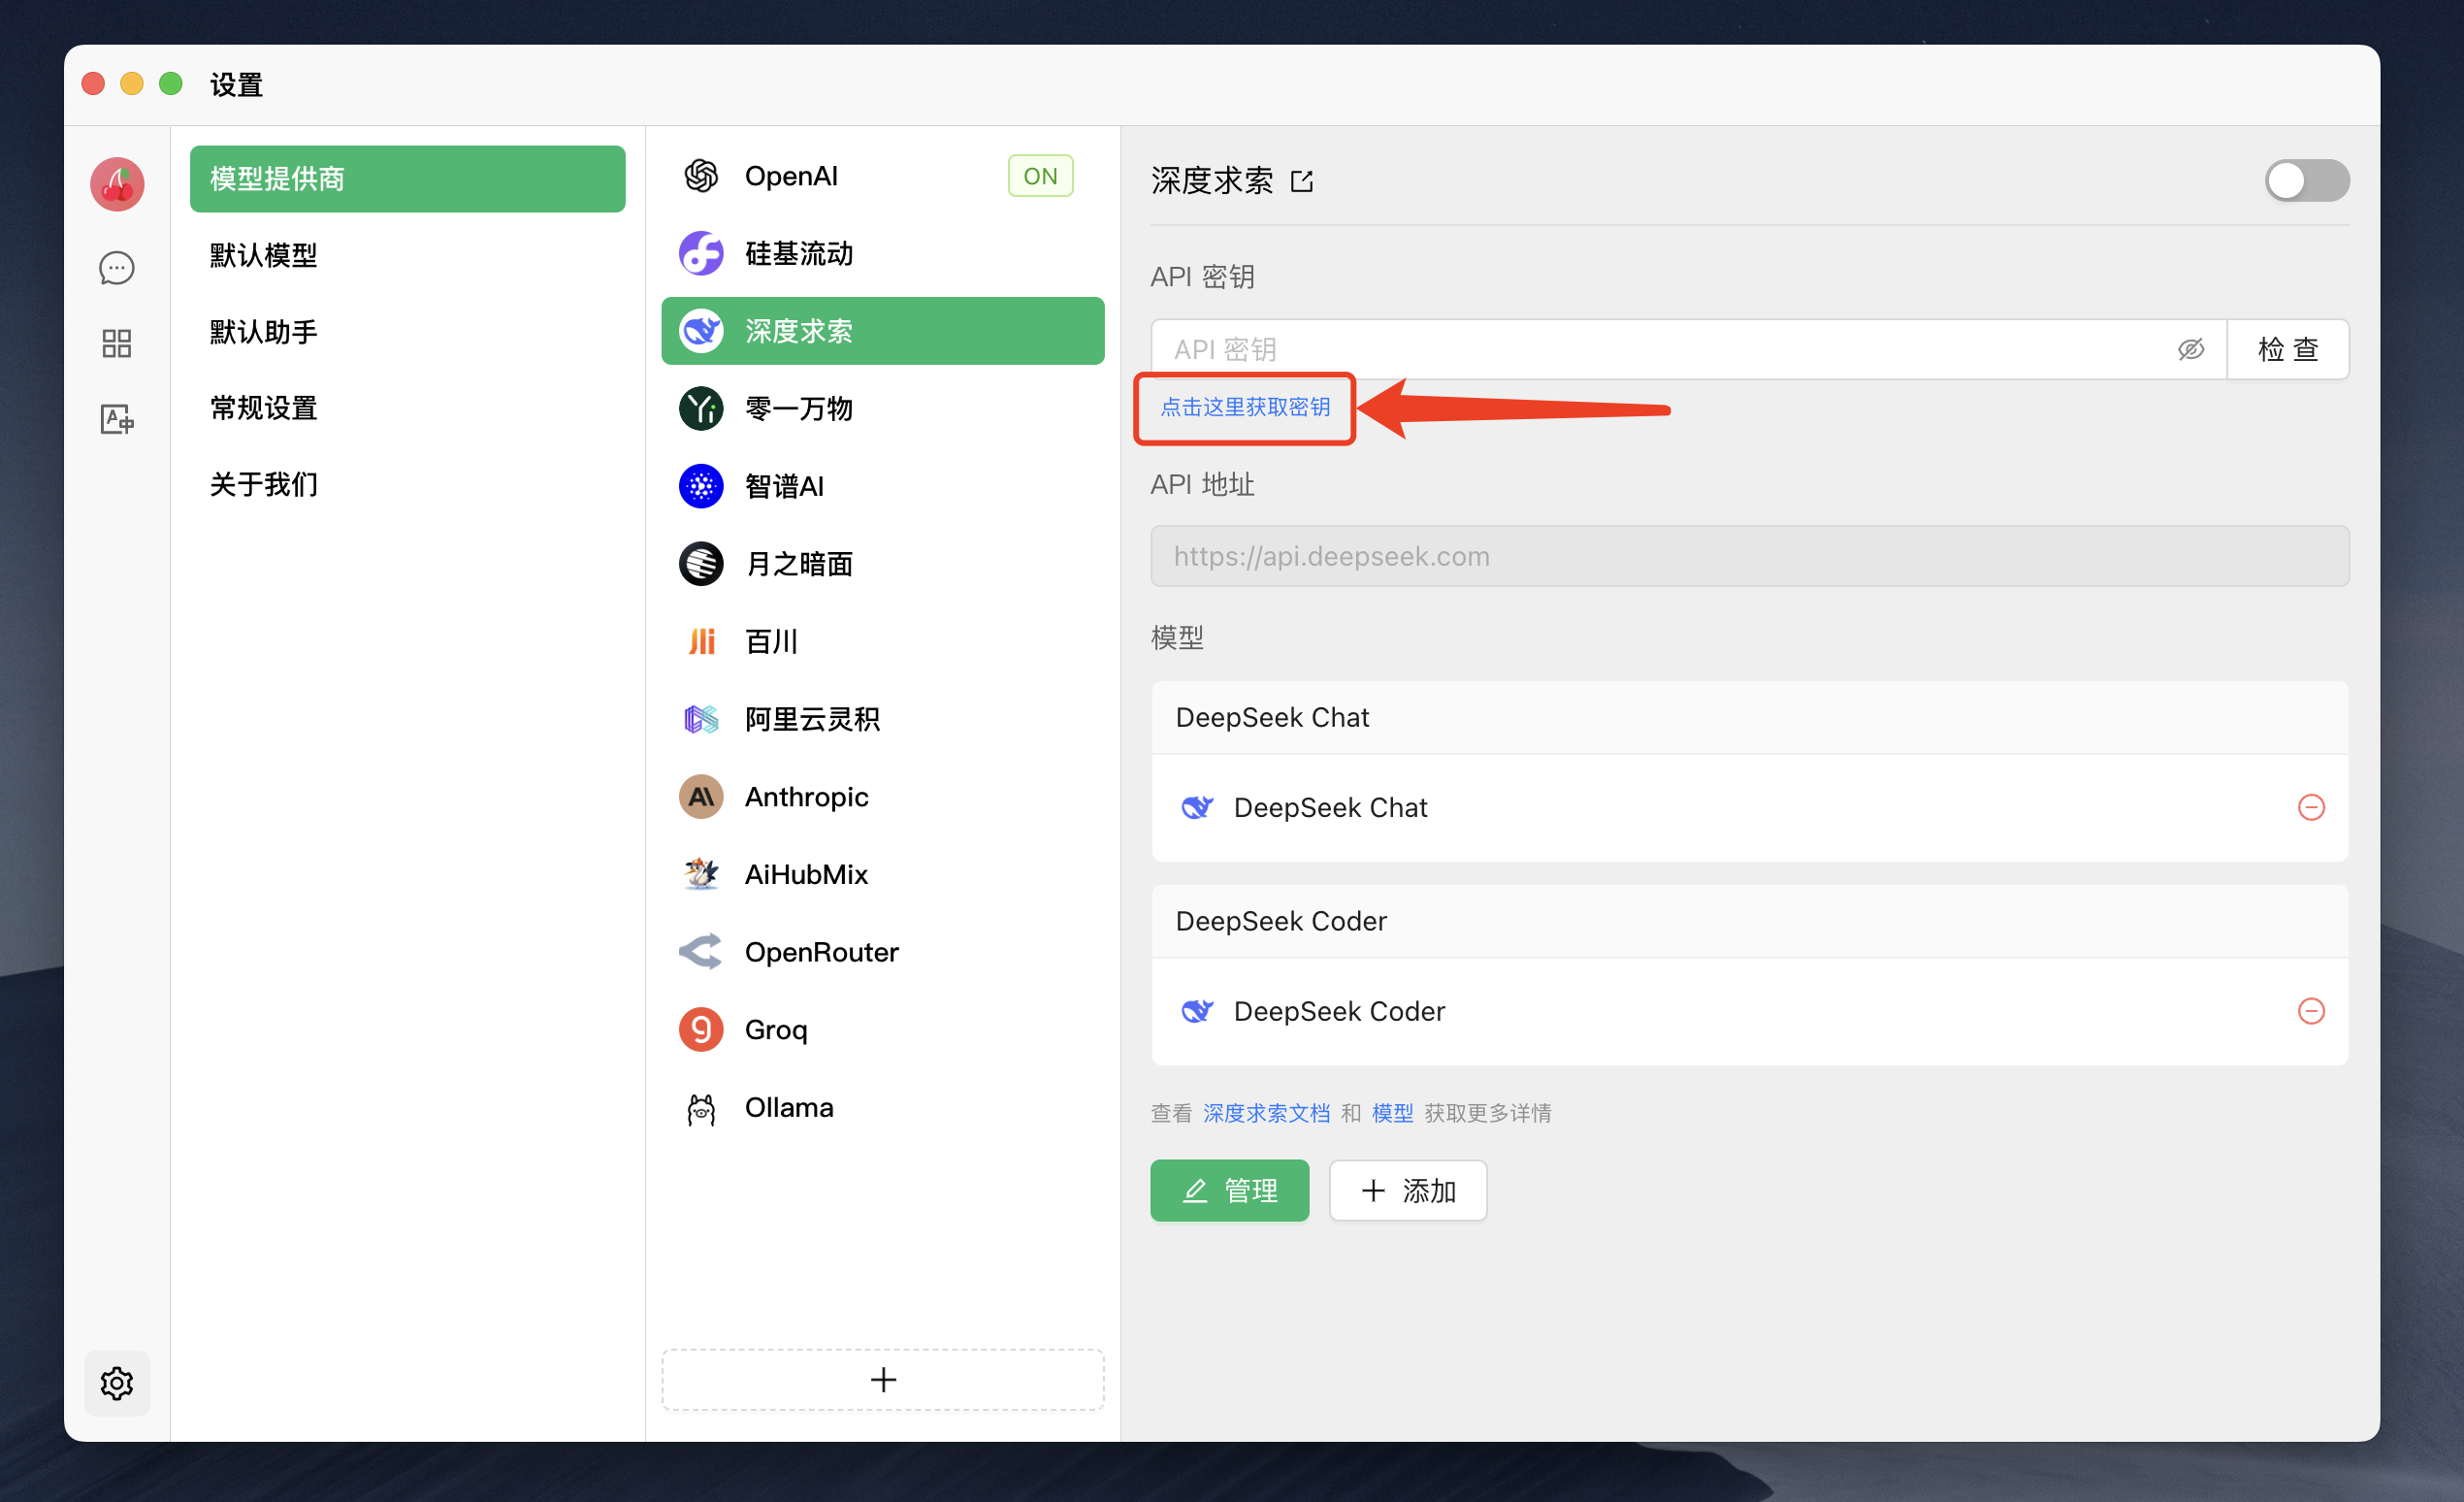 设置
模型提供商
默认模型
默认助手
常规设置
关于我们
OpenAI
ON
硅基流动
深度求索
零一万物
智谱AI
月之暗面
百川
阿里云灵积
Anthropic
AiHubMix
OpenRouter
Groq
Ollama
深度求索
API 密钥
API 密钥
检 查
点击这里获取密钥
API 地址
https://api.deepseek.com
模型
DeepSeek Chat
DeepSeek Chat
DeepSeek Coder
DeepSeek Coder
查看 深度求索文档 和 模型 获取更多详情
管理
添加